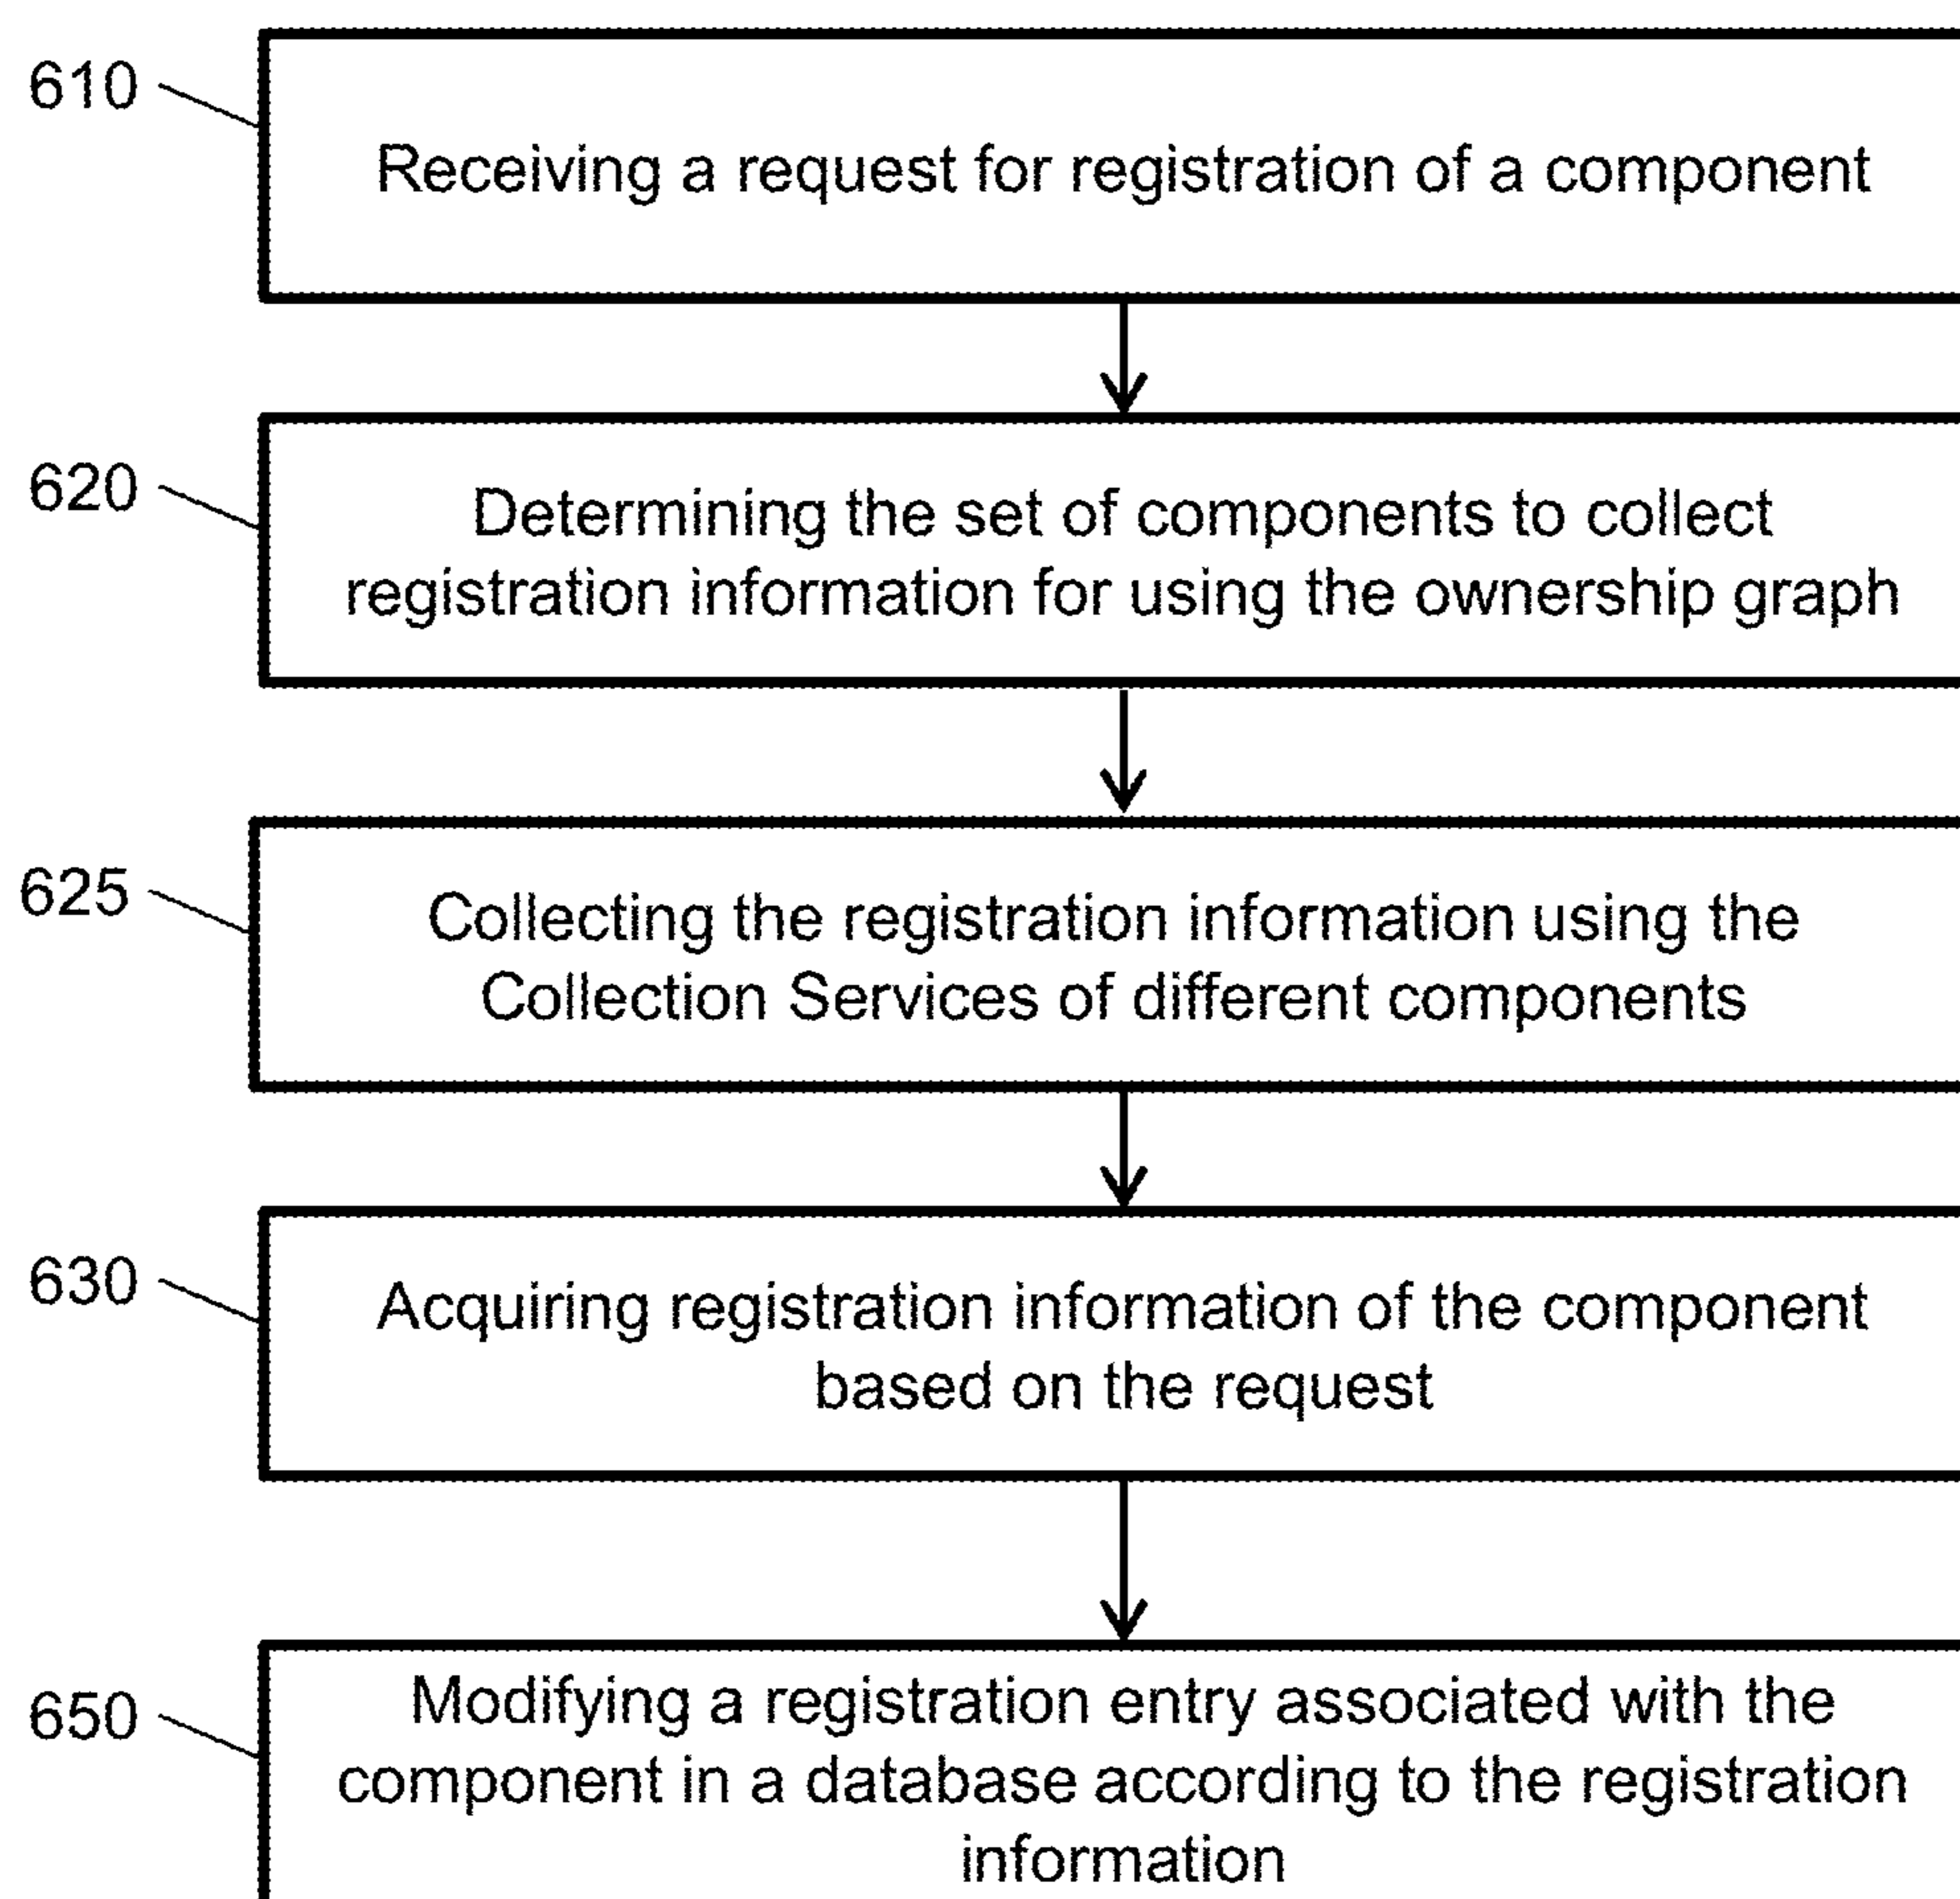 610
Receiving a request for registration of a component
620
Determining the set of components to collect
registration information for using the ownership graph
625
Collecting the registration information using the
Collection Services of different components
630
Acquiring registration information of the component
based on the request
650
Modifying a registration entry associated with the
component in a database according to the registration
information